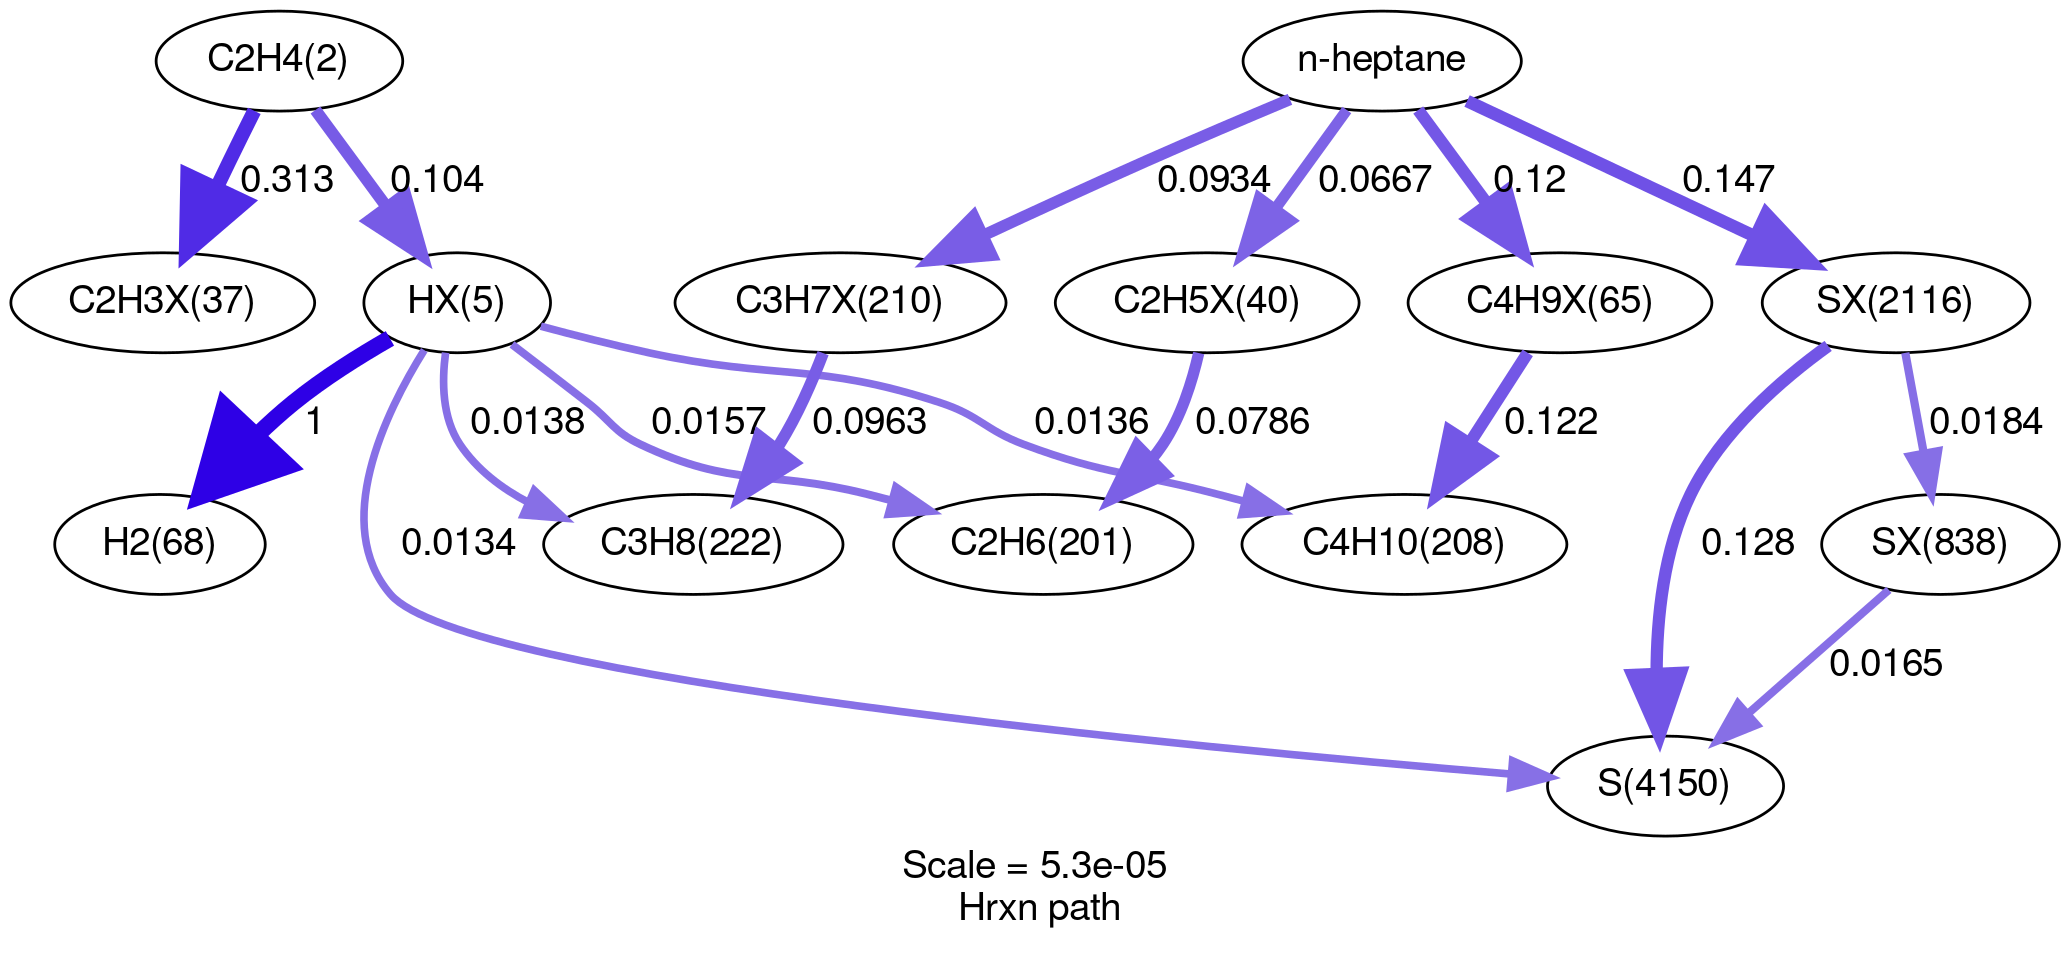 C2H4(2)
n-heptane
0.313
0.104
0.0934
0.0667
0.12
0.147
C2H3X(37)
HX(5)
C3H7X(210)
C2H5X(40)
C4H9X(65)
SX(2116)
1
0.0138
0.0157
0.0963
0.0136
0.0786
0.122
0.0184
H2(68)
0.0134
C3H8(222)
C2H6(201)
C4H10(208)
0.128
SX(838)
0.0165
S(4150)
Scale = 5.3e-05
Hrxn path